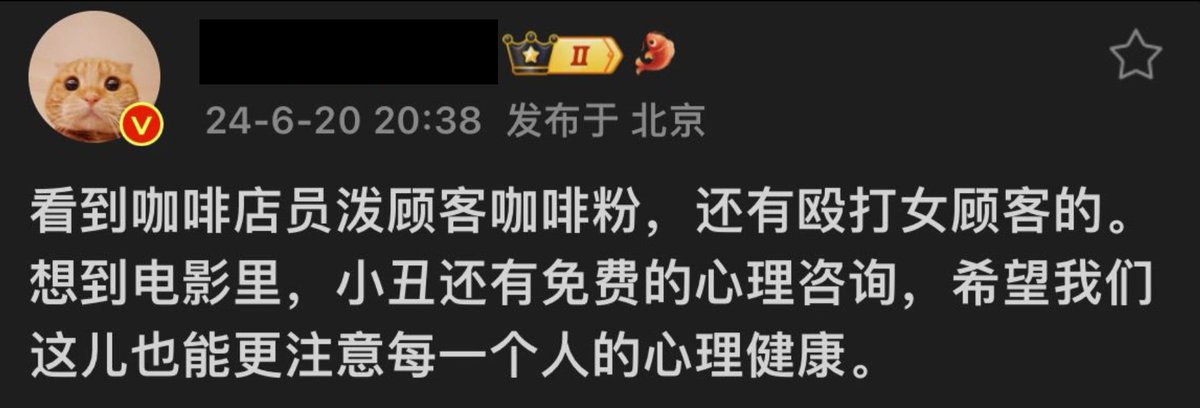 II
V
24-6-20 20:38 发布于 北京
看到咖啡店员泼顾客咖啡粉，还有殴打女顾客的。
想到电影里，小丑还有免费的心理咨询，希望我们
这儿也能更注意每一个人的心理健康。